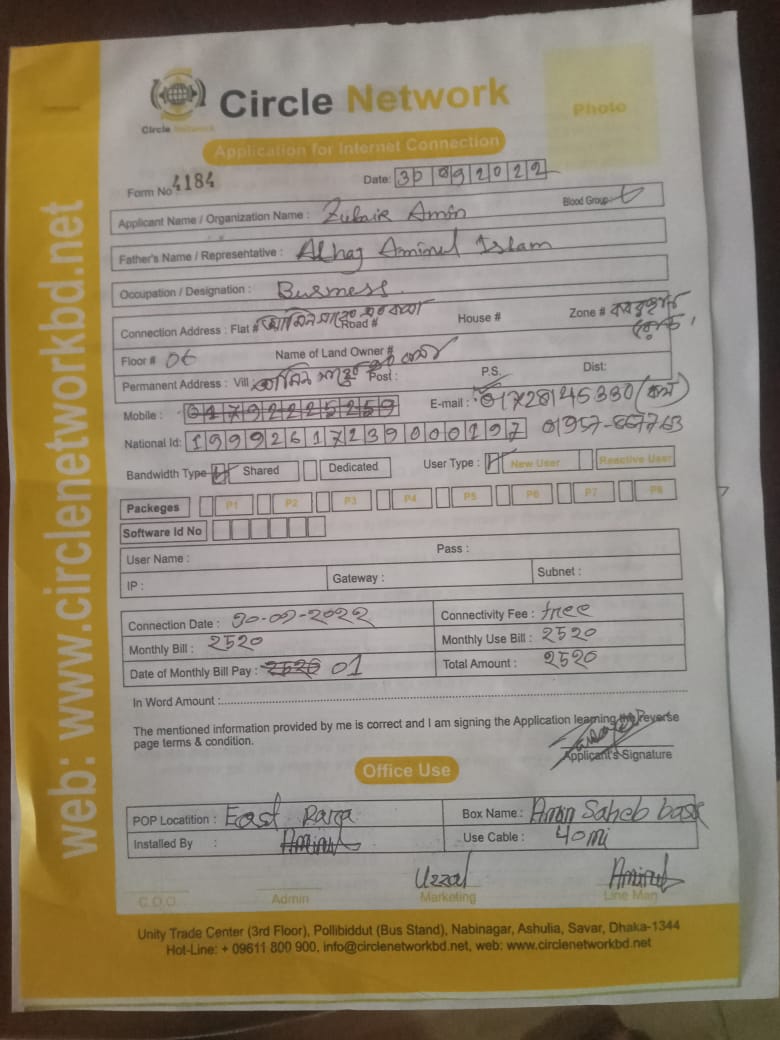 Circle Network
Circle Network
Photo
Application for Internet Connection
Form No 4184
Date: 30 09 2022
Applicant Name / Organization Name : Zubair Amin
Blood Group
Father's Name / Representative : Alhaj Aminul Islam
Occupation / Designation : Busmess.
Connection Address : Flat # Road # House # Zone #
রোড,
Floor # 06 Name of Land Owner #
Permanent Address : Vill Post : P.S. Dist:
Mobile : 01792225259 E-mail : 01728145330
National Id: 19992617239000197 01957-867763
Bandwidth Type Shared Dedicated User Type : New User Reactive User
Packeges P1 P2 P3 P4 P5 P6 P7 P8
Software Id No
User Name : Pass :
IP : Gateway : Subnet :
Connection Date : 30-09-2022 Connectivity Fee : free
Monthly Bill : 2520 Monthly Use Bill : 2520
Date of Monthly Bill Pay : 2520 01 Total Amount : 2520
In Word Amount :
The mentioned information provided by me is correct and I am signing the Application learning the reverse
page terms & condition.
Applicant's Signature
Office Use
POP Locatition : East Para Box Name : Amin Saheb basa
Installed By : Aminul Use Cable : 40mi
Uzzal Aminul
C.O.O. Admin Marketing Line Man
Unity Trade Center (3rd Floor), Pollibiddut (Bus Stand), Nabinagar, Ashulia, Savar, Dhaka-1344
Hot-Line: + 09611 800 900, info@circlenetworkbd.net, web: www.circlenetworkbd.net
web: www.circlenetworkbd.net